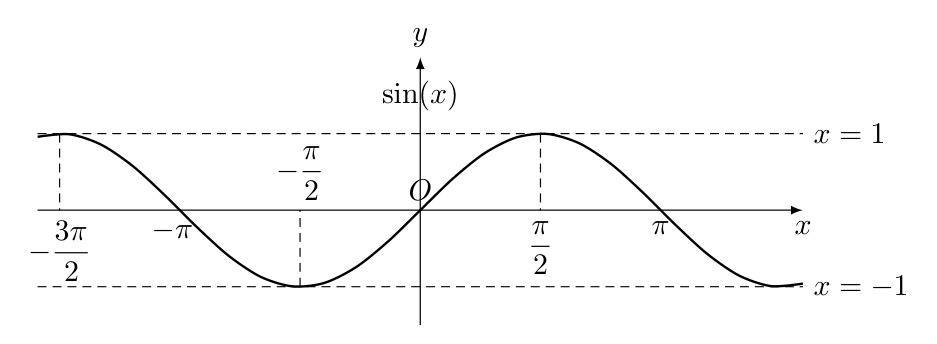 y
sin(x)
x = 1
−π/2
O
−3π/2
−π
π/2
π
x
x = −1